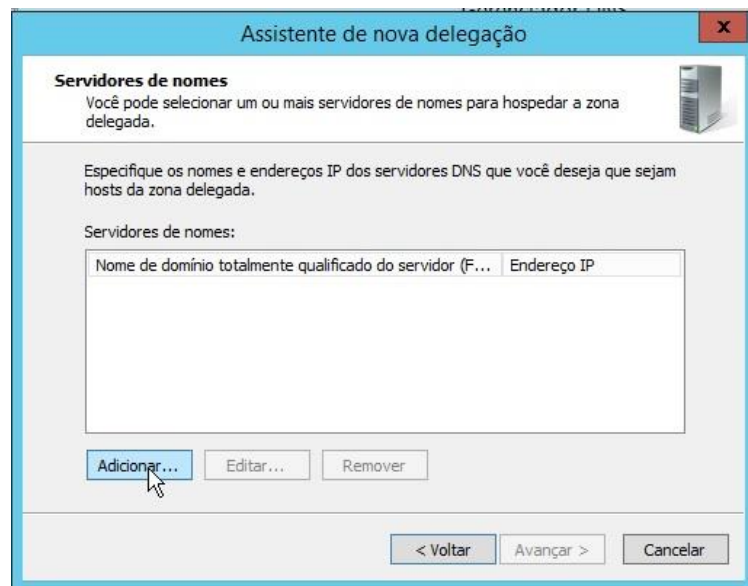 Assistente de nova delegação
x
Servidores de nomes
Você pode selecionar um ou mais servidores de nomes para hospedar a zona
delegada.
Especifique os nomes e endereços IP dos servidores DNS que você deseja que sejam
hosts da zona delegada.
Servidores de nomes:
Nome de domínio totalmente qualificado do servidor (F... Endereço IP
Adicionar... Editar... Remover
< Voltar Avançar > Cancelar